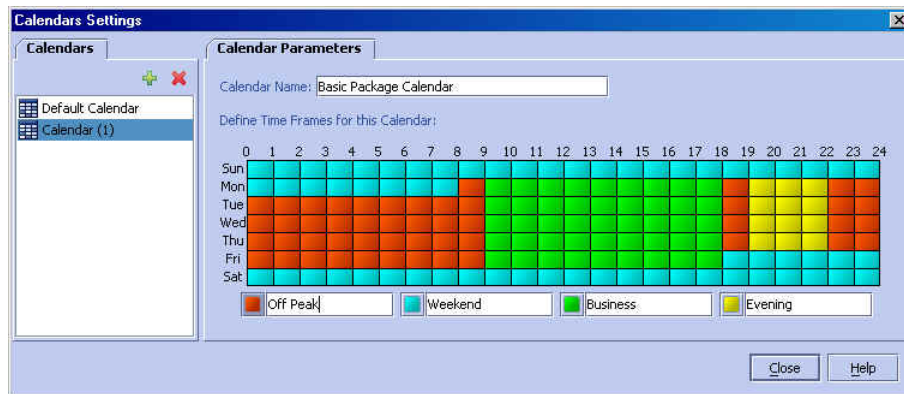 Calendars Settings
Calendars
Calendar Parameters
Calendar Name: Basic Package Calendar
Default Calendar
Calendar (1)
Define Time Frames for this Calendar:
0 1 2 3 4 5 6 7 8 9 10 11 12 13 14 15 16 17 18 19 20 21 22 23 24
Sun
Mon
Tue
Wed
Thu
Fri
Sat
Off Peak Weekend Business Evening
Close Help